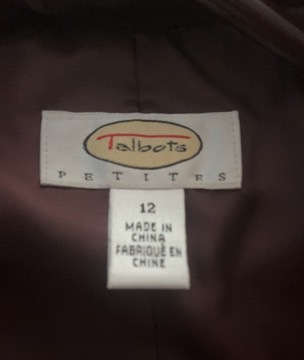 Talbots
PETITES
12
MADE IN
CHINA
FABRIQUÉ EN
CHINE